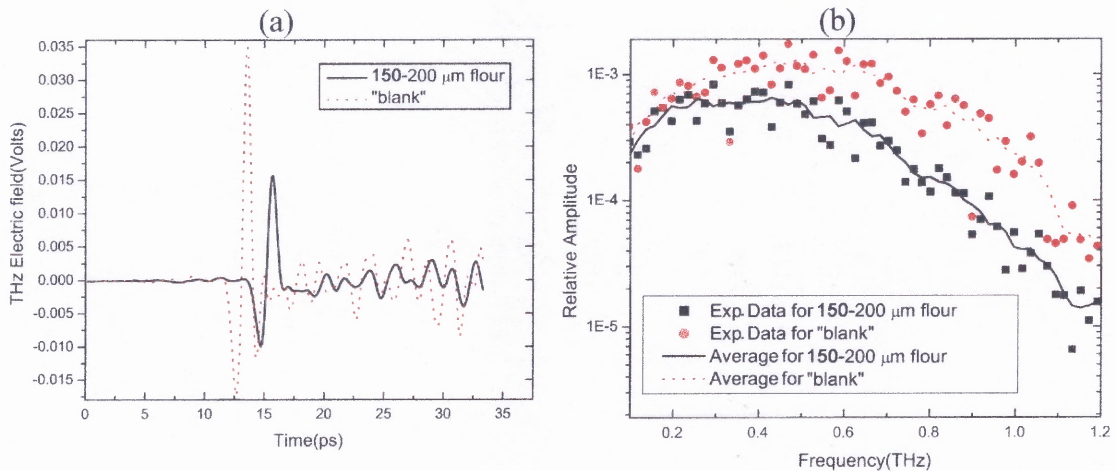 (a)
0.035
0.030
0.025
0.020
0.015
0.010
0.005
0.000
-0.005
-0.010
-0.015
THz Electric field(Volts)
150-200 μm flour
"blank"
0
5
10
15
20
25
30
35
Time(ps)
(b)
1E-3
1E-4
1E-5
Relative Amplitude
Exp. Data for 150-200 μm flour
Exp. Data for "blank"
Average for 150-200 μm flour
Average for "blank"
0.2
0.4
0.6
0.8
1.0
1.2
Frequency(THz)